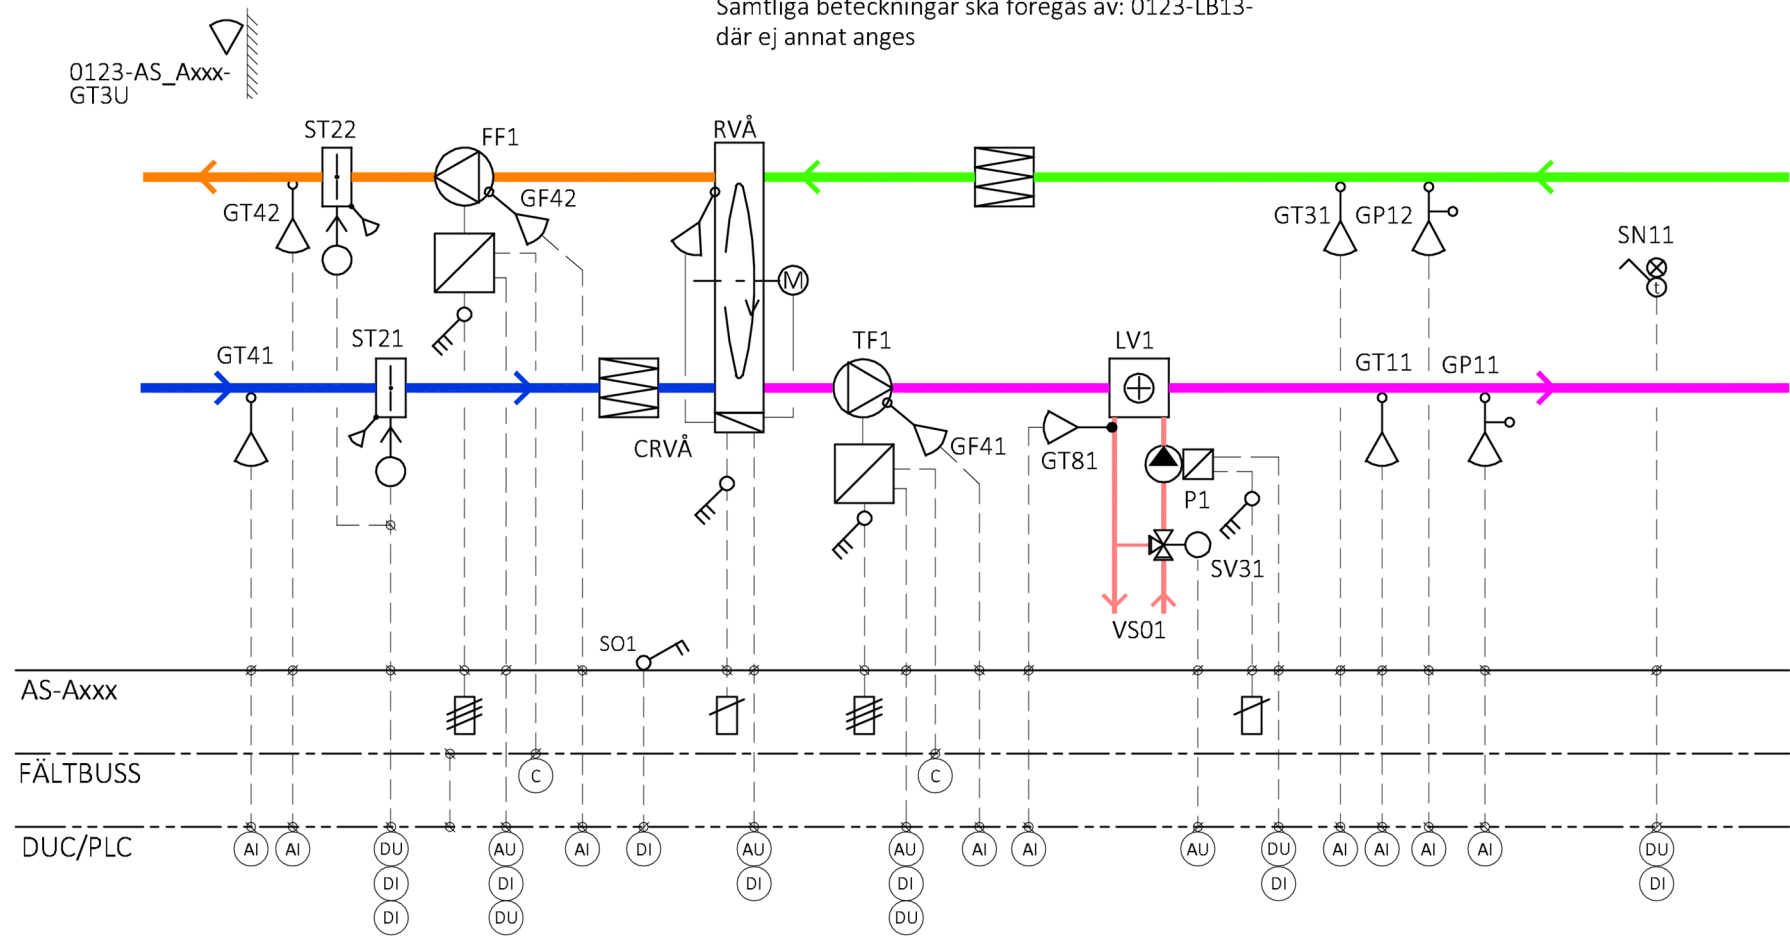 Samtliga beteckningar ska föregås av: 0123-LB13-
där ej annat anges
0123-AS_Axxx-
GT3U
ST22
FF1
RVÅ
GT42
GF42
GT31
GP12
SN11
M
t
GT41
ST21
TF1
LV1
GT11
GP11
CRVÅ
GF41
GT81
P1
SV31
VS01
SO1
AS-Axxx
FÄLTBUSS
C
C
DUC/PLC
AI
AI
DU
AU
AI
DI
AU
AU
AI
AI
AU
DU
AI
AI
AI
AI
DU
DI
DI
DI
DI
DI
DI
DI
DU
DU